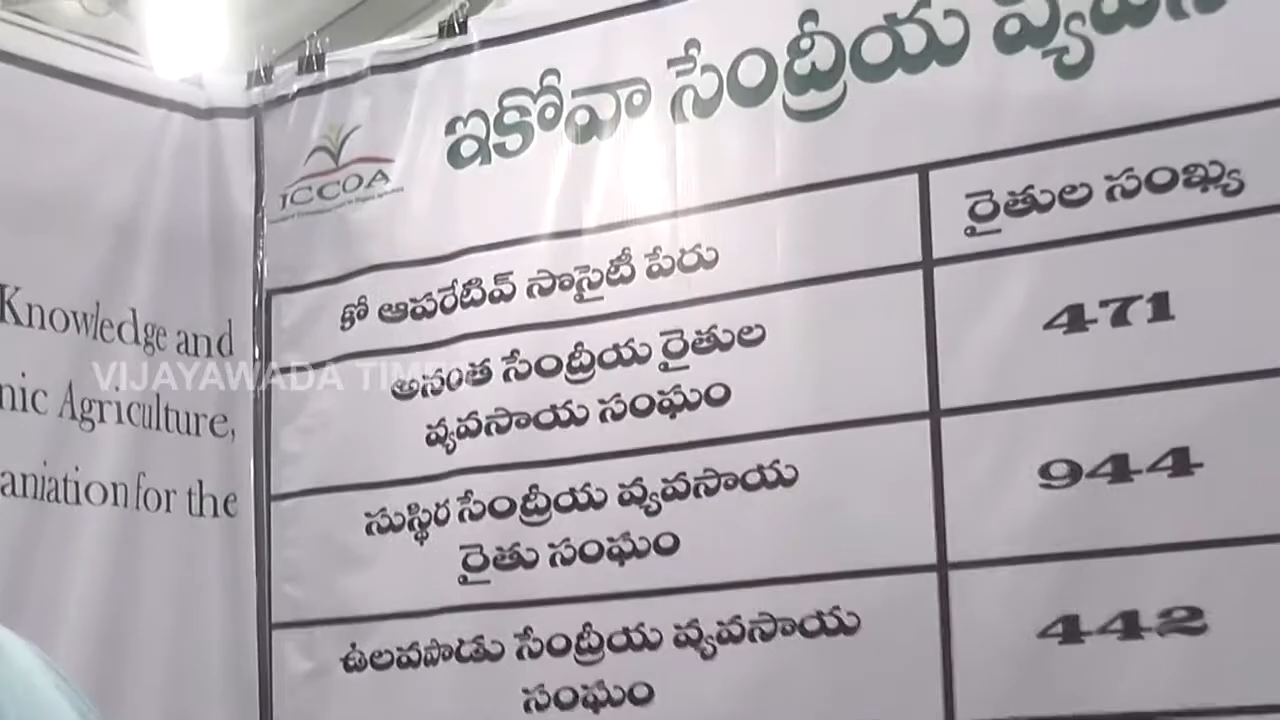 ఇకోవా సేంద్రీయ
ICCOA
కో ఆపరేటివ్ సొసైటీ పేరు
రైతుల సంఖ్య
అనంత సేంద్రీయ రైతుల
వ్యవసాయ సంఘం
471
సుస్థిర సేంద్రీయ వ్యవసాయ
రైతు సంఘం
944
ఉలవపాడు సేంద్రీయ వ్యవసాయ
సంఘం
442
Knowledge and
nic Agriculture,
aniation for the
VIJAYAWADA